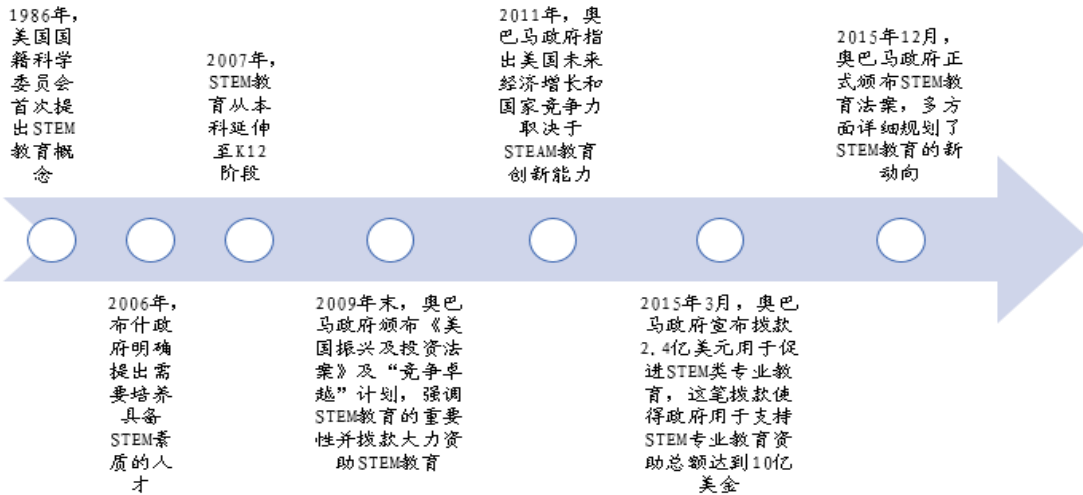 1986年，
美国国
籍科学
委员会
首次提
出STEM
教育概
念
2006年，
布什政
府明确
提出需
要培养
具备
STEM素
质的人
才
2007年，
STEM教
育从本
科延伸
至K12
阶段
2009年末，奥巴
马政府颁布《美
国振兴及投资法
案》及“竞争卓
越”计划，强调
STEM教育的重要
性并拨款大力资
助STEM教育
2011年，奥
巴马政府指
出美国未来
经济增长和
国家竞争力
取决于
STEAM教育
创新能力
2015年3月，奥巴
马政府宣布拨款
2.4亿美元用于促
进STEM类专业教
育，这笔拨款使
得政府用于支持
STEM专业教育资
助总额达到10亿
美金
2015年12月，
奥巴马政府正
式颁布STEM教
育法案，多方
面详细规划了
STEM教育的新
动向